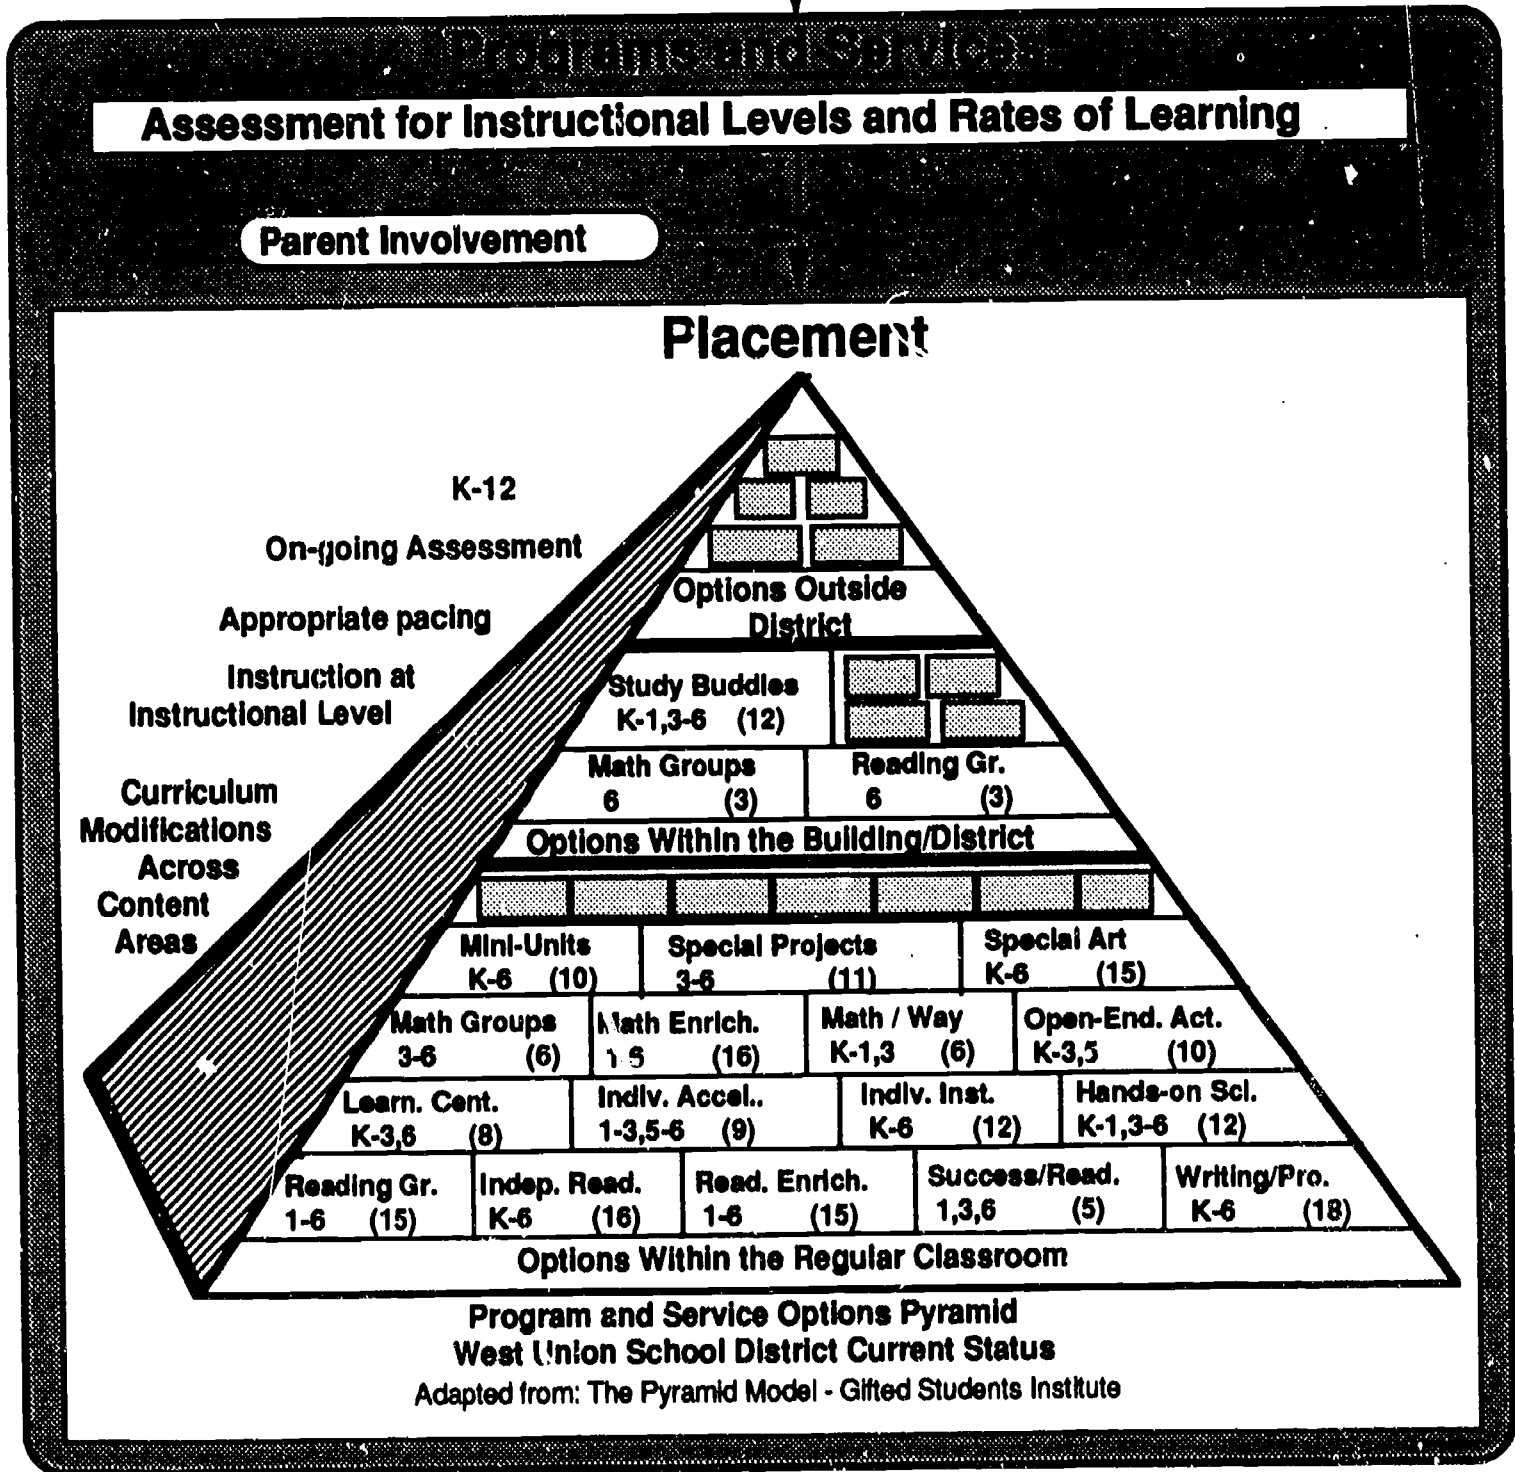 Programs and Services
Assessment for Instructional Levels and Rates of Learning
Parent Involvement
Placement
K-12
On-going Assessment
Appropriate pacing
Instruction at
Instructional Level
Curriculum
Modifications
Across
Content
Areas
Options Outside
District
Study Buddies
K-1,3-6 (12)
Math Groups Reading Gr.
6 (3) 6 (3)
Options Within the Building/District
Mini-Units Special Projects Special Art
K-6 (10) 3-6 (11) K-6 (15)
Math Groups Math Enrich. Math / Way Open-End. Act.
3-6 (6) (16) K-1,3 (6) K-3,5 (10)
Learn. Cent. Indiv. Accel.. Indiv. Inst. Hands-on Sci.
K-3,6 (8) 1-3,5-6 (9) K-6 (12) K-1,3-6 (12)
Reading Gr. Indep. Read. Read. Enrich. Success/Read. Writing/Pro.
1-6 (15) K-6 (16) 1-6 (15) 1,3,6 (5) K-6 (18)
Options Within the Regular Classroom
Program and Service Options Pyramid
West Union School District Current Status
Adapted from: The Pyramid Model - Gifted Students Institute